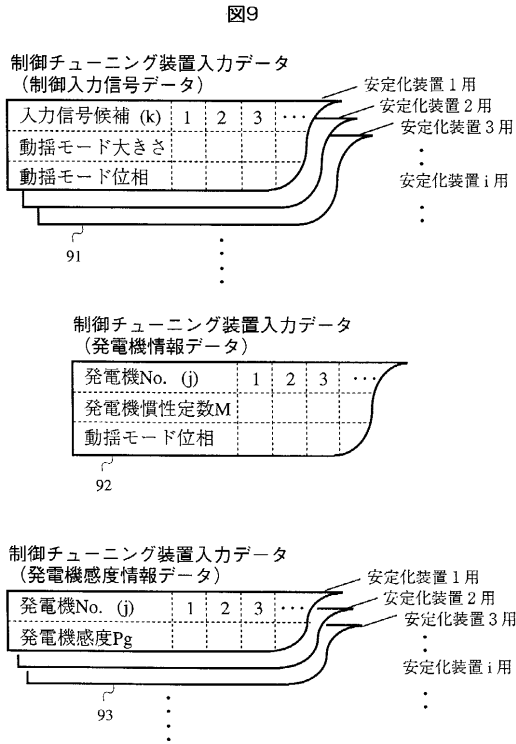 図9
制御チューニング装置入力データ
(制御入力信号データ)
安定化装置1用
安定化装置2用
安定化装置3用
安定化装置i用
入力信号候補 (k) 1 2 3 ・・・
動揺モード大きさ
動揺モード位相
91
制御チューニング装置入力データ
(発電機情報データ)
発電機No. (j) 1 2 3 ・・・
発電機慣性定数M
動揺モード位相
92
制御チューニング装置入力データ
(発電機感度情報データ)
安定化装置1用
安定化装置2用
安定化装置3用
安定化装置i用
発電機No. (j) 1 2 3 ・・・
発電機感度Pg
93